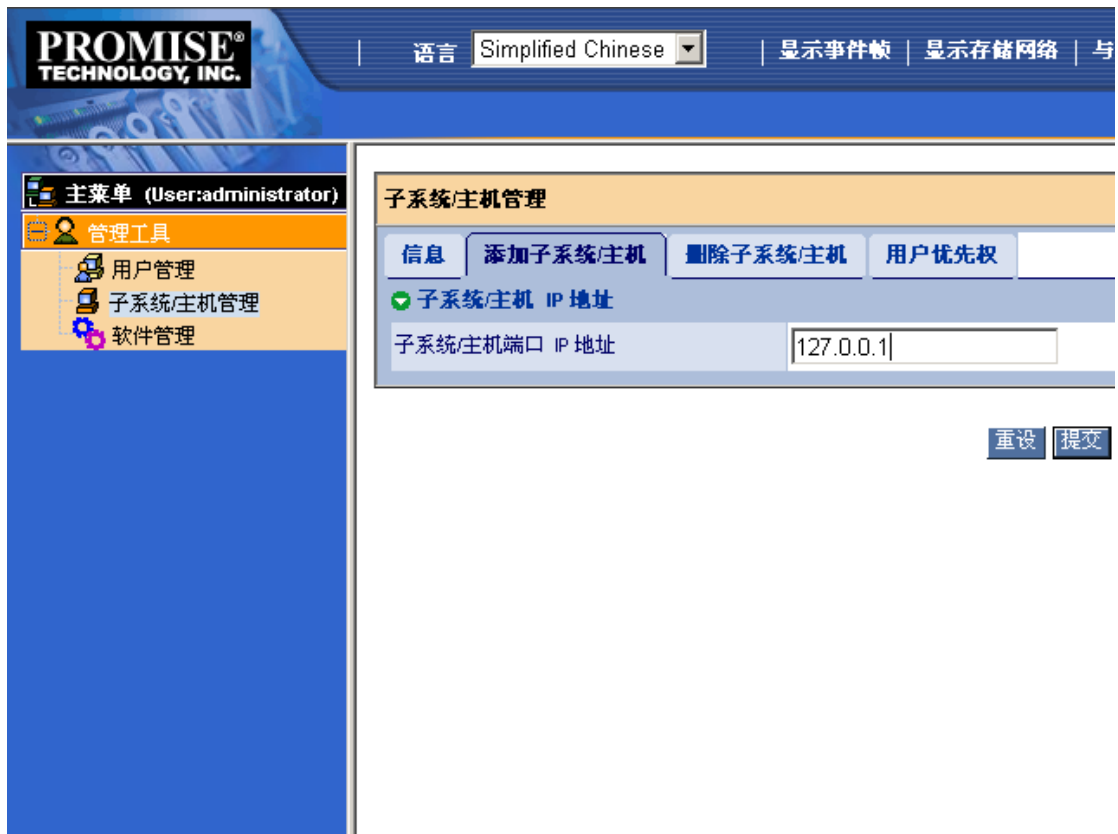 PROMISE®
TECHNOLOGY, INC.
| 语言 Simplified Chinese | 显示事件帧 | 显示存储网络 | 与
主菜单 (User:administrator)
管理工具
用户管理
子系统/主机管理
软件管理
子系统/主机管理
信息 添加子系统/主机 删除子系统/主机 用户优先权
子系统/主机 IP 地址
子系统/主机端口 IP 地址 127.0.0.1
重设 提交